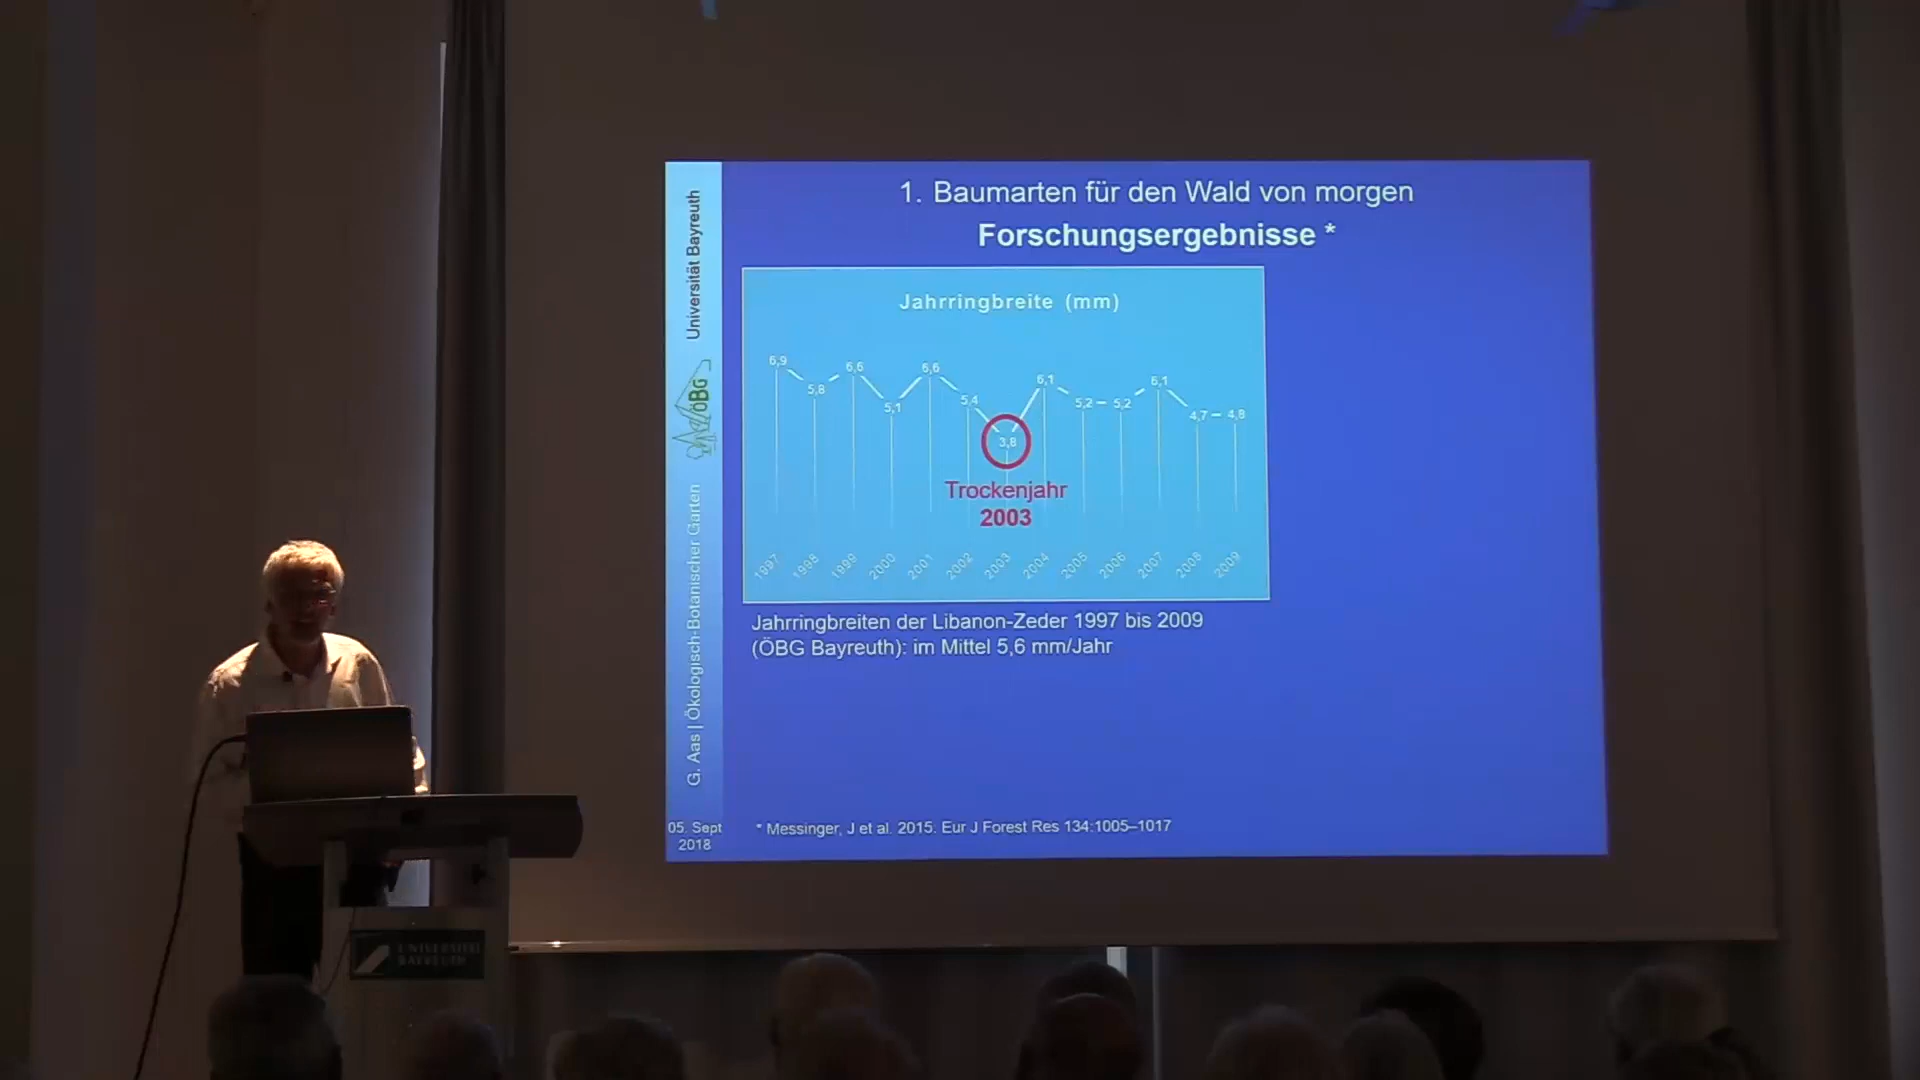 1. Baumarten für den Wald von morgen
Forschungsergebnisse *
Universität Bayreuth
ÖBG
G. Aas | Ökologisch-Botanischer Garten
05. Sept
2018
Jahrringbreite (mm)
6,9
5,8
6,6
5,1
6,6
5,4
3,8
6,1
5,2
5,2
6,1
4,7
4,8
Trockenjahr
2003
1997
1998
1999
2000
2001
2002
2003
2004
2005
2006
2007
2008
2009
Jahrringbreiten der Libanon-Zeder 1997 bis 2009
(ÖBG Bayreuth): im Mittel 5,6 mm/Jahr
* Messinger, J et al. 2015. Eur J Forest Res 134:1005–1017
UNIVERSITÄT
BAYREUTH